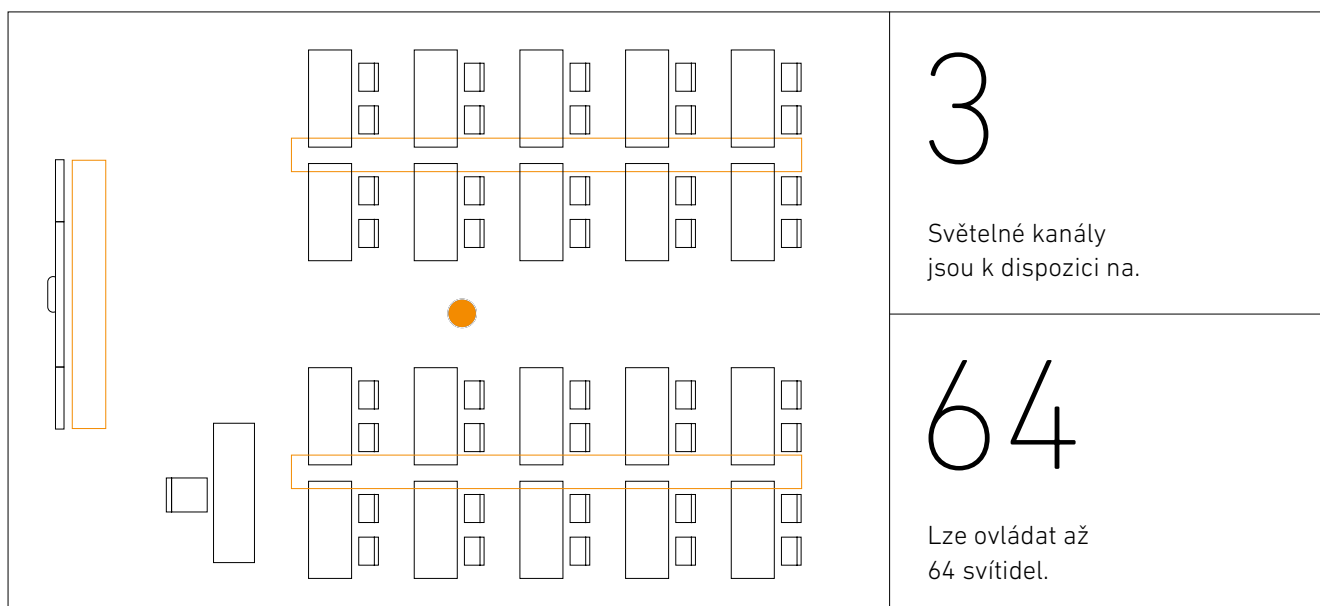 3
Světelné kanály
jsou k dispozici na.
64
Lze ovládat až
64 svítidel.